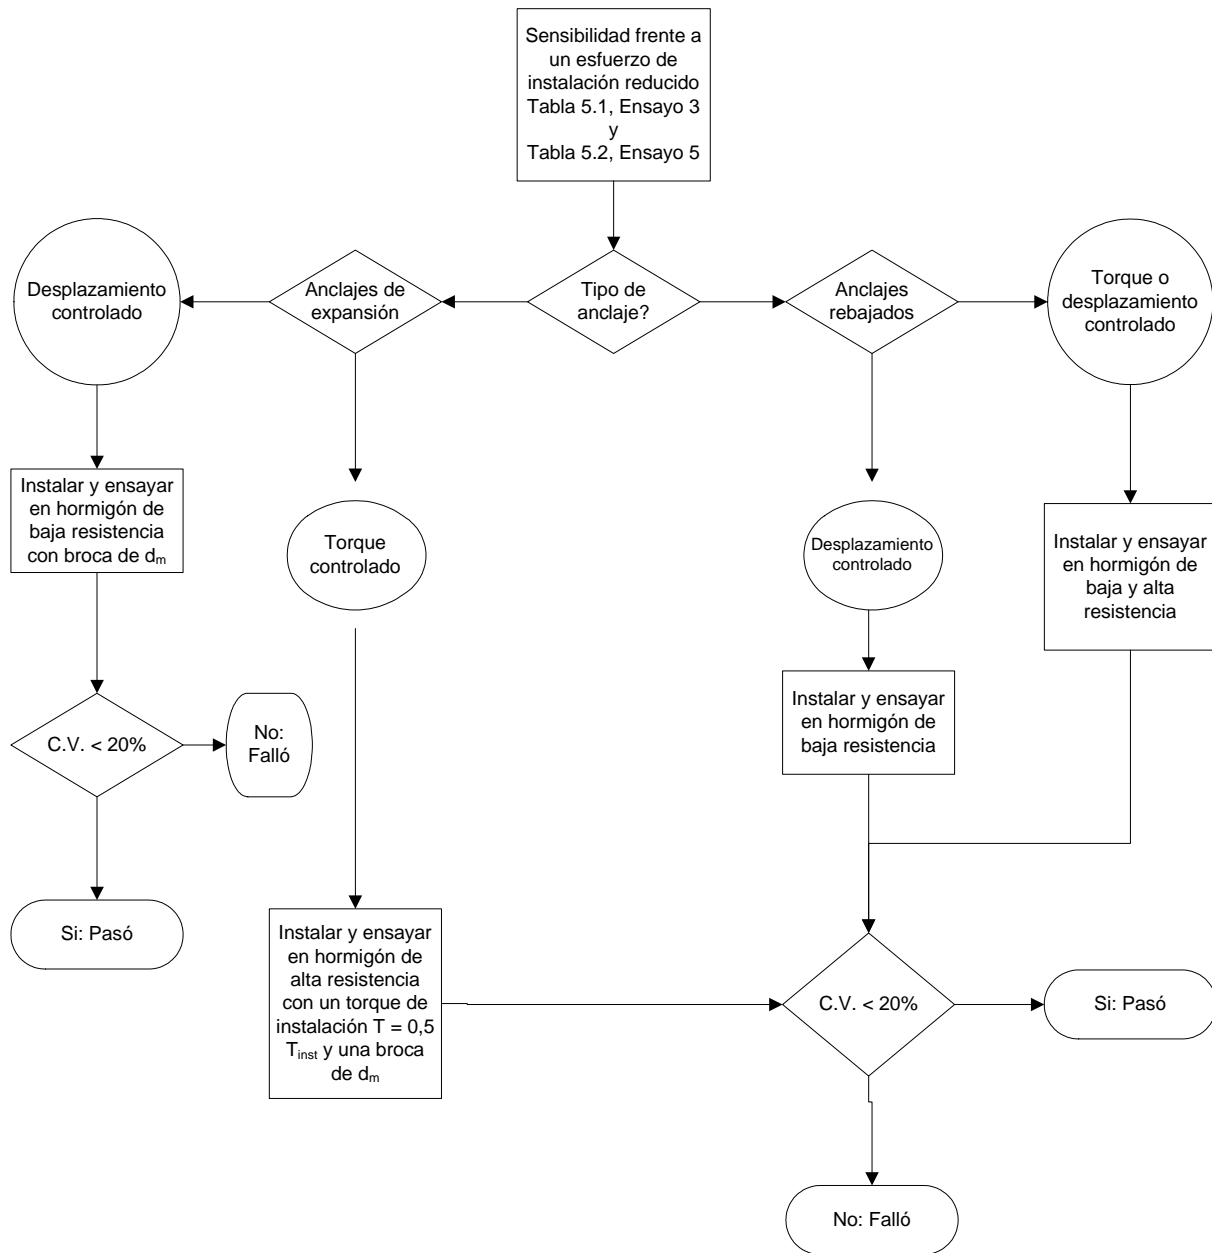 Sensibilidad frente a
un esfuerzo de
instalación reducido
Tabla 5.1, Ensayo 3
y
Tabla 5.2, Ensayo 5
Desplazamiento
controlado
Anclajes de
expansión
Tipo de
anclaje?
Anclajes
rebajados
Torque o
desplazamiento
controlado
Instalar y ensayar
en hormigón de
baja resistencia
con broca de dm
Torque
controlado
Desplazamiento
controlado
Instalar y ensayar
en hormigón de
baja y alta
resistencia
C.V. < 20%
No:
Falló
Instalar y ensayar
en hormigón de
baja resistencia
Si: Pasó
Instalar y ensayar
en hormigón de
alta resistencia
con un torque de
instalación T = 0,5
Tinst y una broca
de dm
C.V. < 20%
Si: Pasó
No: Falló